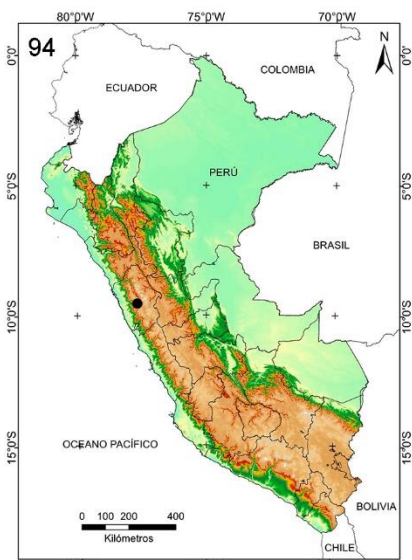 80°0'O 75°0'O 70°0'O
94
N
0°0'
0°0'
COLOMBIA
ECUADOR
PERÚ
5°0'S
5°0'S
BRASIL
10°0'S
10°0'S
OCEANO PACÍFICO
15°0'S
15°0'S
BOLIVIA
0 100 200 400
Kilómetros
CHILE